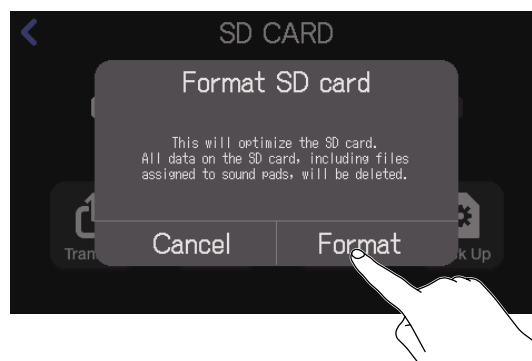 SD CARD
Format SD card
This will optimize the SD card.
All data on the SD card, including files
assigned to sound pads, will be deleted.
Cancel
Format
Tran
k Up